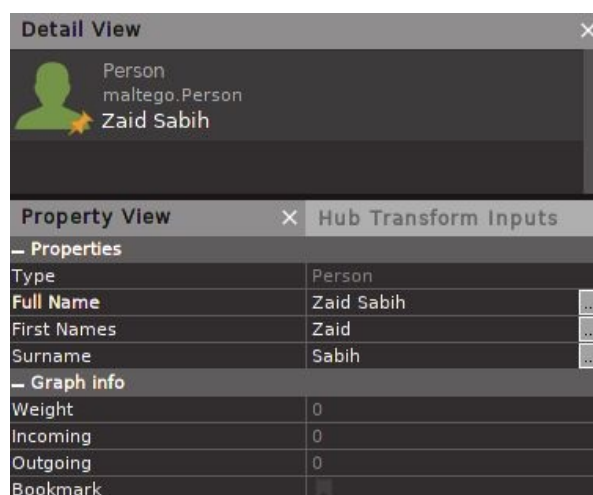 Detail View
Person
maltego.Person
Zaid Sabih
Property View Hub Transform Inputs
Properties
Type Person
Full Name Zaid Sabih ..
First Names Zaid ..
Surname Sabih ..
Graph info
Weight 0
Incoming 0
Outgoing 0
Bookmark